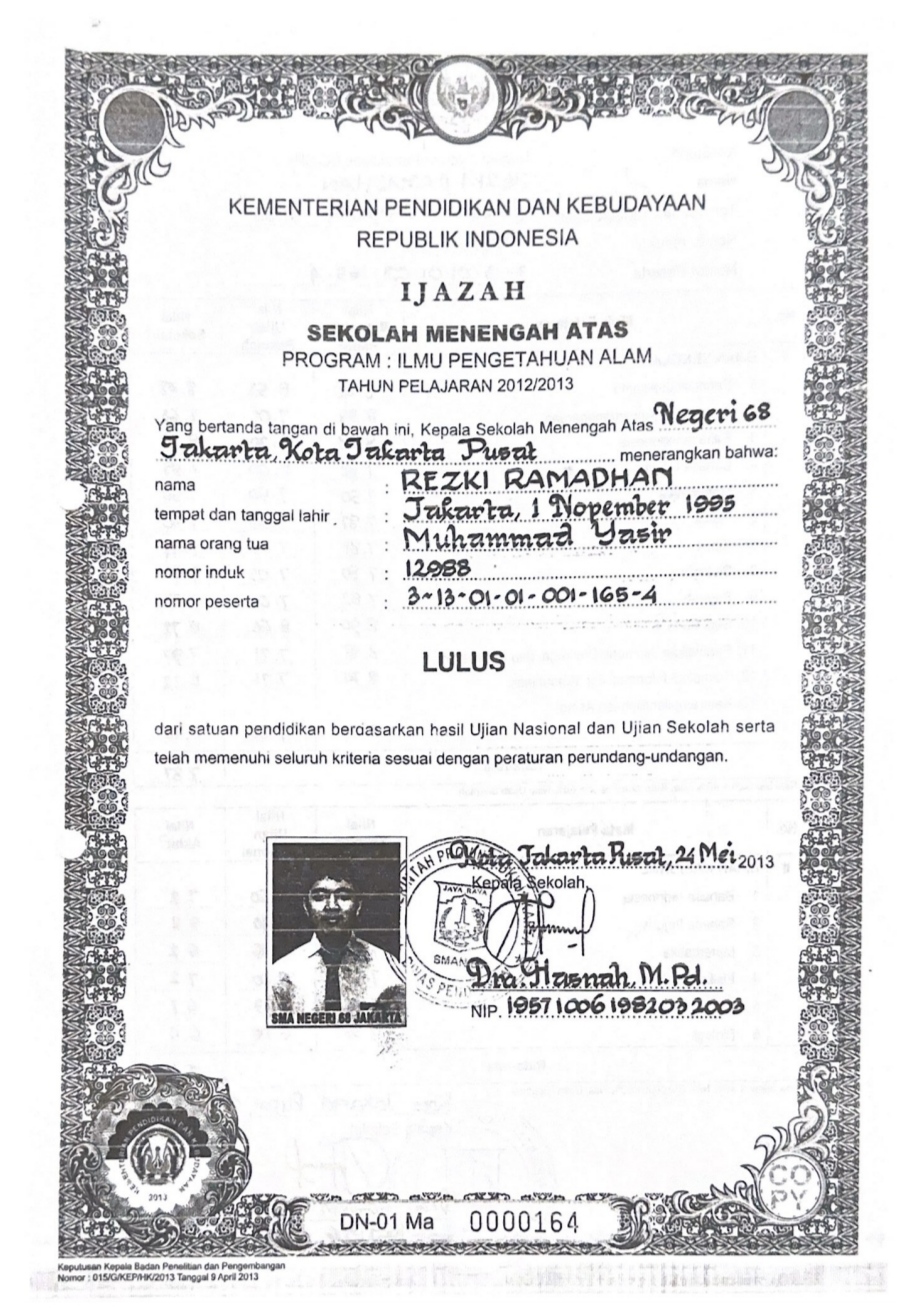 KEMENTERIAN PENDIDIKAN DAN KEBUDAYAAN
REPUBLIK INDONESIA
IJAZAH
SEKOLAH MENENGAH ATAS
PROGRAM : ILMU PENGETAHUAN ALAM
TAHUN PELAJARAN 2012/2013
Yang bertanda tangan di bawah ini, Kepala Sekolah Menengah Atas Negeri 68
Jakarta, Kota Jakarta Pusat menerangkan bahwa:
nama : REZKI RAMADHAN
tempat dan tanggal lahir : Jakarta, 1 Nopember 1995
nama orang tua : Muhammad Yasir
nomor induk : 12988
nomor peserta : 3-13-01-01-001-165-4
LULUS
dari satuan pendidikan berdasarkan hasil Ujian Nasional dan Ujian Sekolah serta
telah memenuhi seluruh kriteria sesuai dengan peraturan perundang-undangan.
Kota Jakarta Pusat, 24 Mei 2013
Kepala Sekolah,
JAYA RAYA
Dra. Hasnah, M.Pd.
NIP. 19571006 198203 2003
SMA NEGERI 68 JAKARTA
2013
COPY
DN-01 Ma 0000164
Keputusan Kepala Badan Penelitian dan Pengembangan
Nomor : 015/G/KEP/HK/2013 Tanggal 9 April 2013